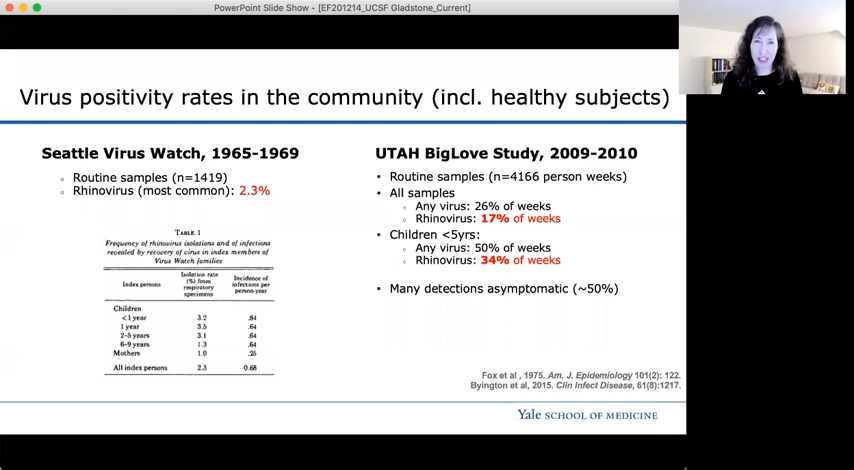 PowerPoint Slide Show - [EF201214_UCSF Gladstone_Current]
Virus positivity rates in the community (incl. healthy subjects)
Seattle Virus Watch, 1965-1969
Routine samples (n=1419)
Rhinovirus (most common): 2.3%
TABLE 1
Frequency of rhinovirus isolations and of infections
revealed by recovery of virus in index members of
Virus Watch families
Index persons
Isolation rate
(%) from
respiratory
specimens
Incidence of
infections per
person-year
Children
<1 year 3.2 .84
1 year 3.5 .64
2-5 years 3.1 .64
6-9 years 1.3 .64
Mothers 1.0 .25
All index persons 2.3 0.68
UTAH BigLove Study, 2009-2010
• Routine samples (n=4166 person weeks)
• All samples
Any virus: 26% of weeks
Rhinovirus: 17% of weeks
• Children <5yrs:
Any virus: 50% of weeks
Rhinovirus: 34% of weeks
• Many detections asymptomatic (~50%)
Fox et al , 1975. Am. J. Epidemiology 101(2): 122.
Byington et al, 2015. Clin Infect Disease, 61(8):1217.
Yale SCHOOL OF MEDICINE